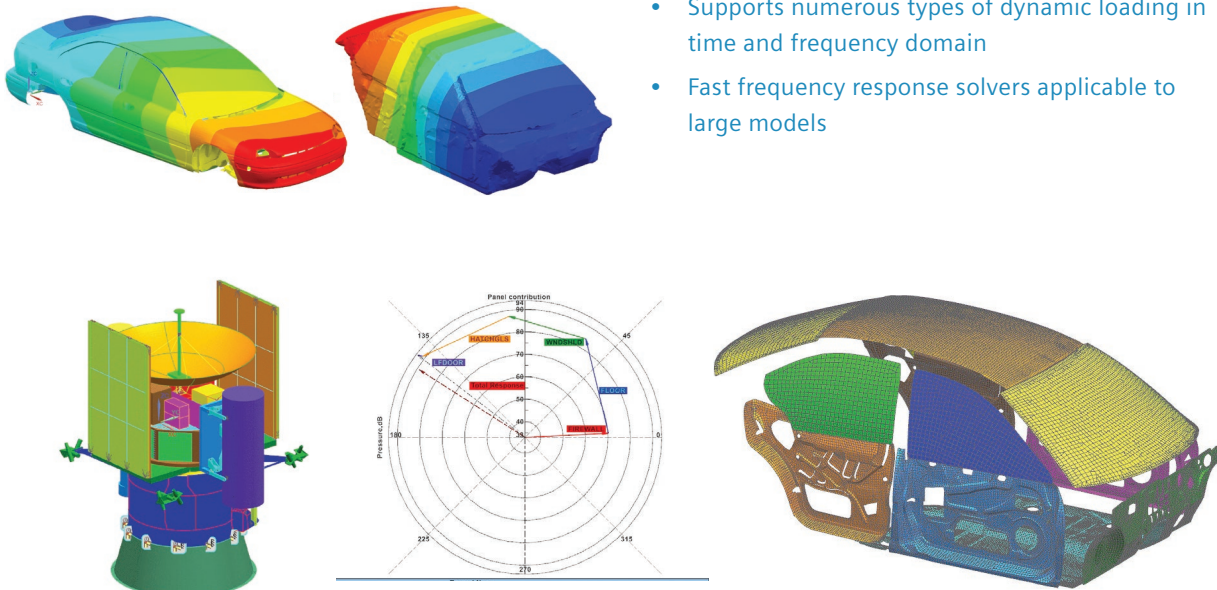 • Supports numerous types of dynamic loading in
time and frequency domain
• Fast frequency response solvers applicable to
large models
Panel contribution
94
90
80
70
60
50
40
135
45
HASONGLS
WNDSHLD
LFDOOR
Total Response
FLOOR
FIREWALL
180
0
Pressure,dB
225
315
270